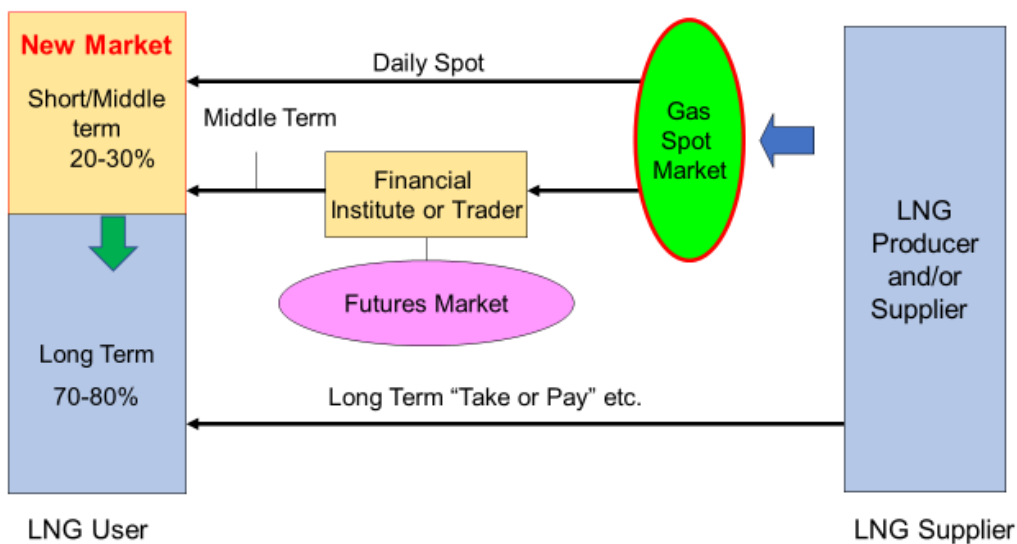 New Market
Short/Middle
term
20-30%
Daily Spot
Middle Term
Financial
Institute or Trader
Futures Market
Gas
Spot
Market
LNG
Producer
and/or
Supplier
Long Term
70-80%
Long Term “Take or Pay” etc.
LNG User
LNG Supplier